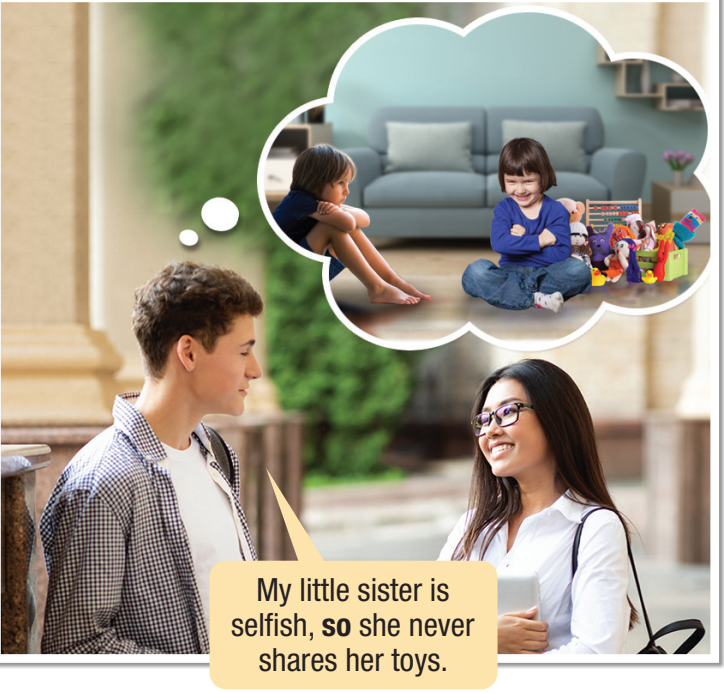 My little sister is
selfish, so she never
shares her toys.